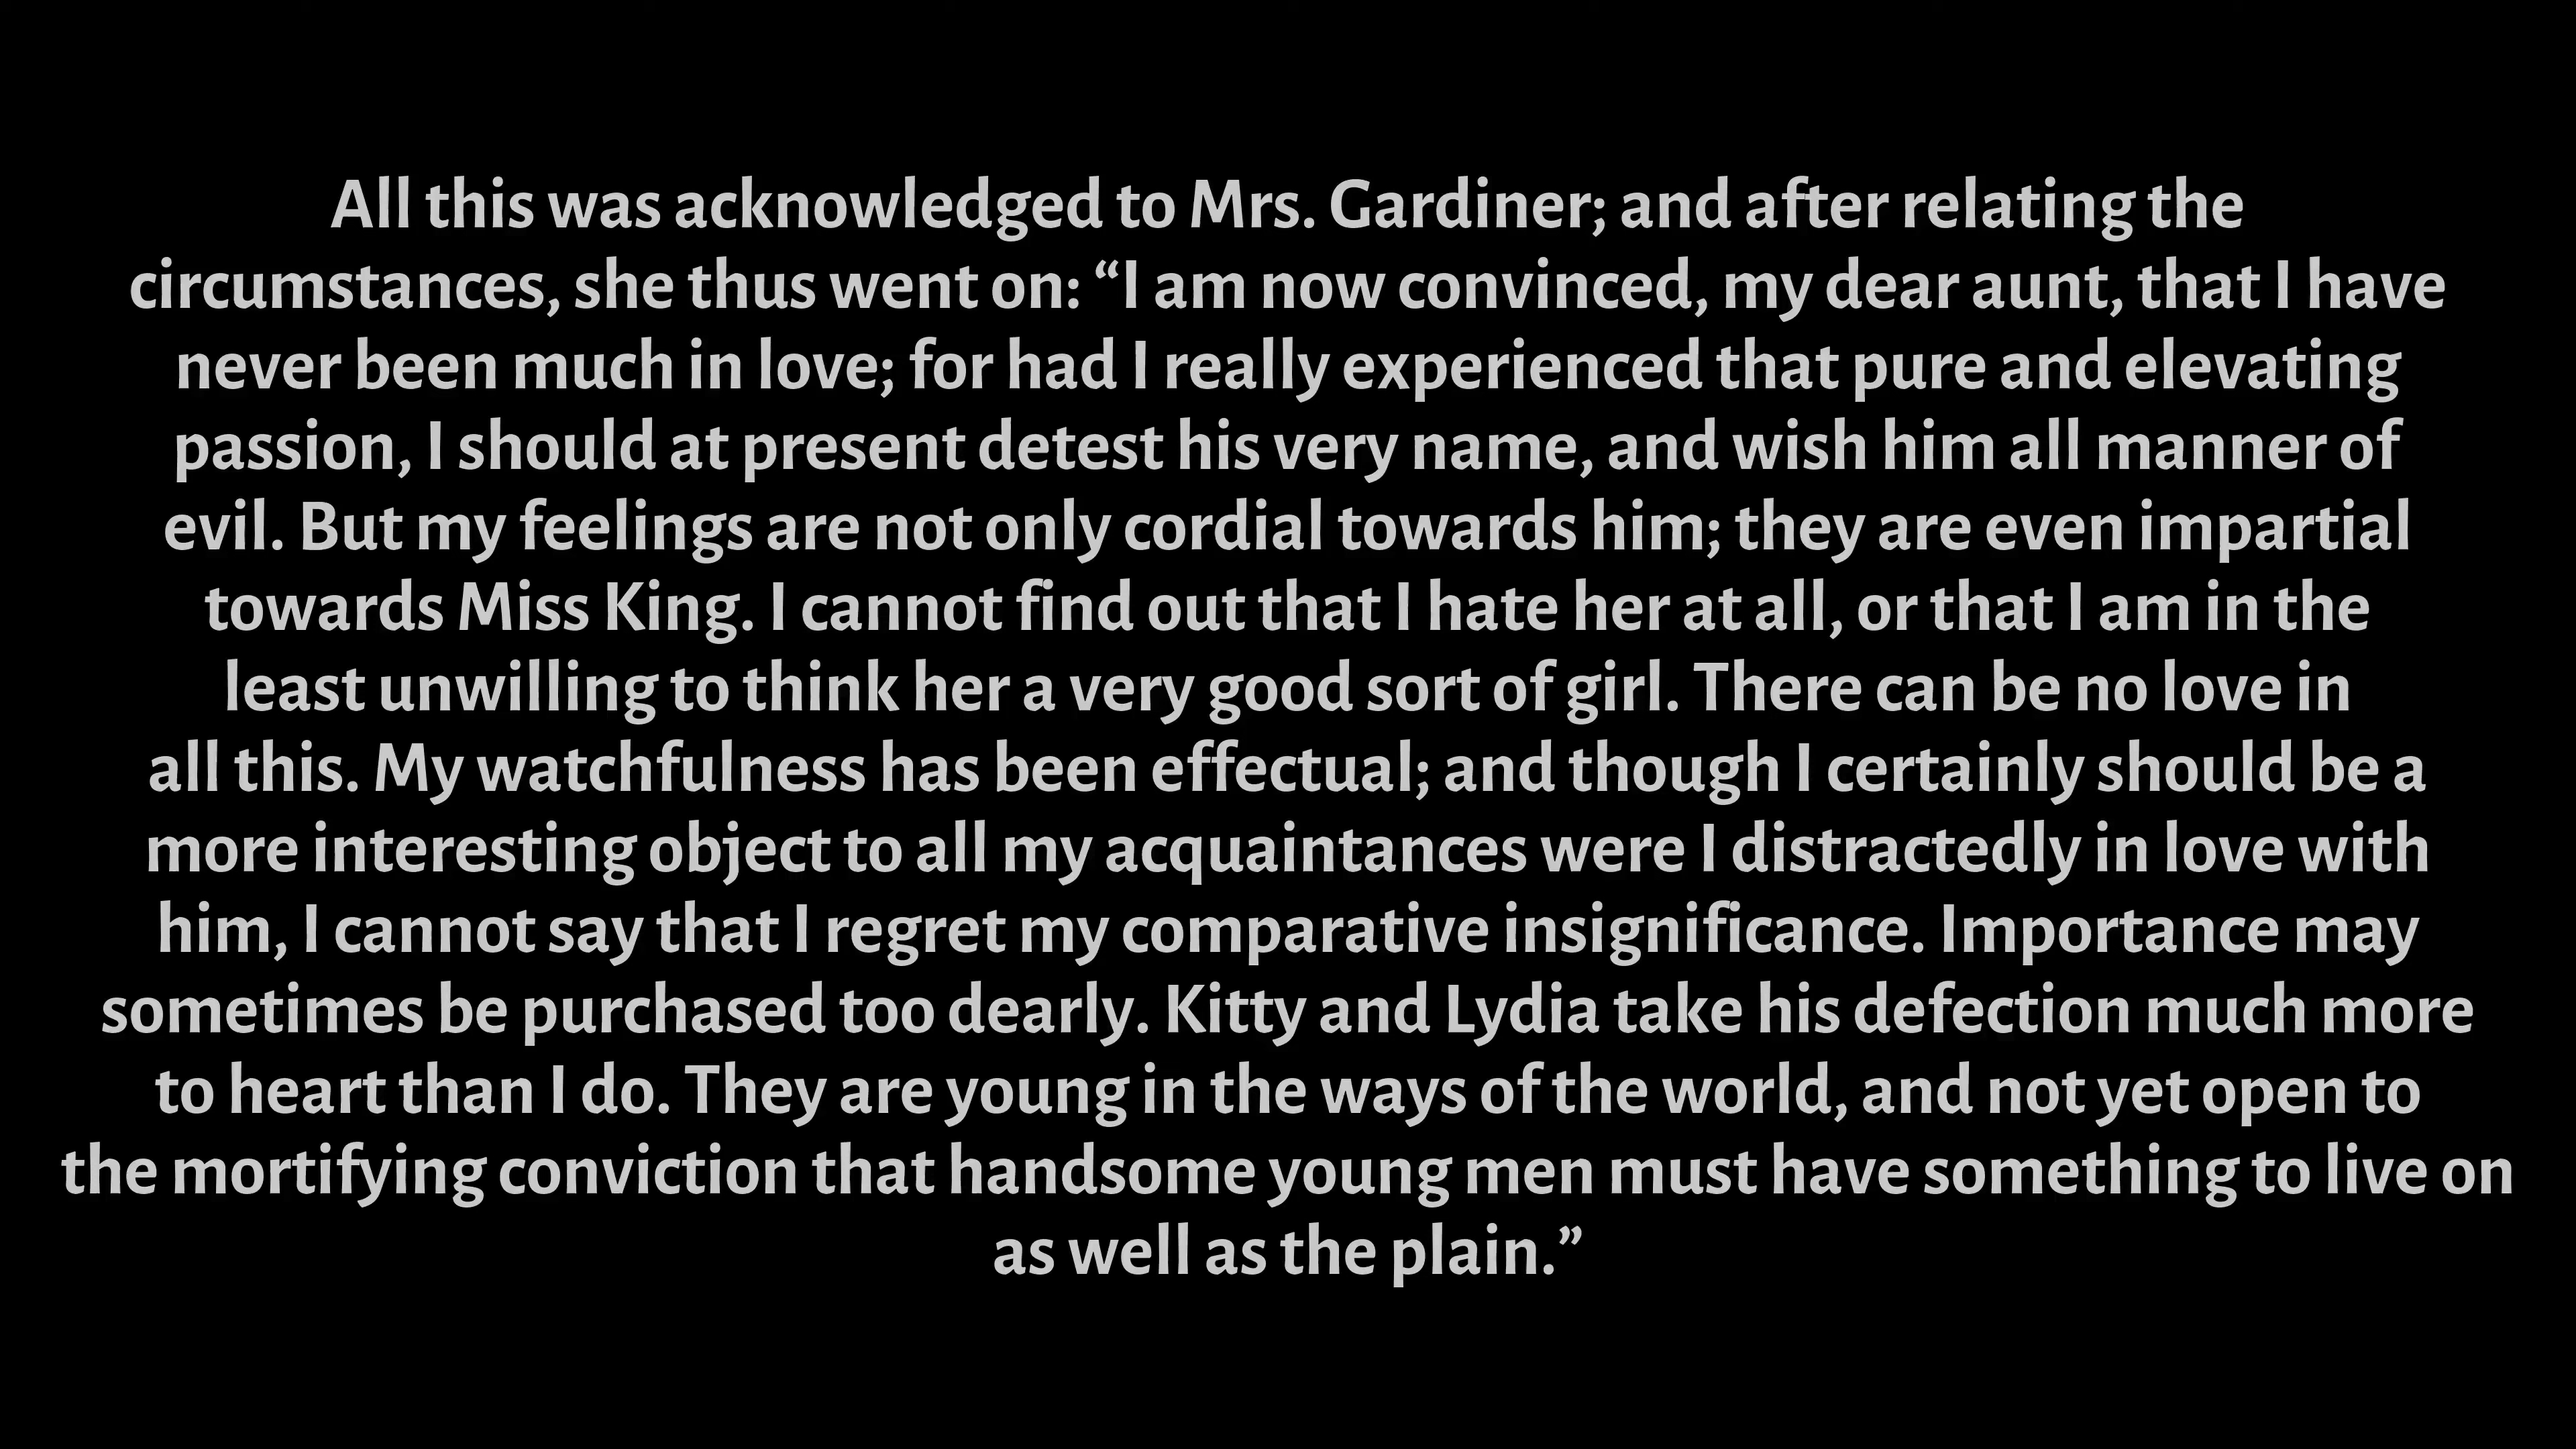 All this was acknowledged to Mrs. Gardiner; and after relating the
circumstances, she thus went on: “I am now convinced, my dear aunt, that I have
never been much in love; for had I really experienced that pure and elevating
passion, I should at present detest his very name, and wish him all manner of
evil. But my feelings are not only cordial towards him; they are even impartial
towards Miss King. I cannot find out that I hate her at all, or that I am in the
least unwilling to think her a very good sort of girl. There can be no love in
all this. My watchfulness has been effectual; and though I certainly should be a
more interesting object to all my acquaintances were I distractedly in love with
him, I cannot say that I regret my comparative insignificance. Importance may
sometimes be purchased too dearly. Kitty and Lydia take his defection much more
to heart than I do. They are young in the ways of the world, and not yet open to
the mortifying conviction that handsome young men must have something to live on
as well as the plain.”